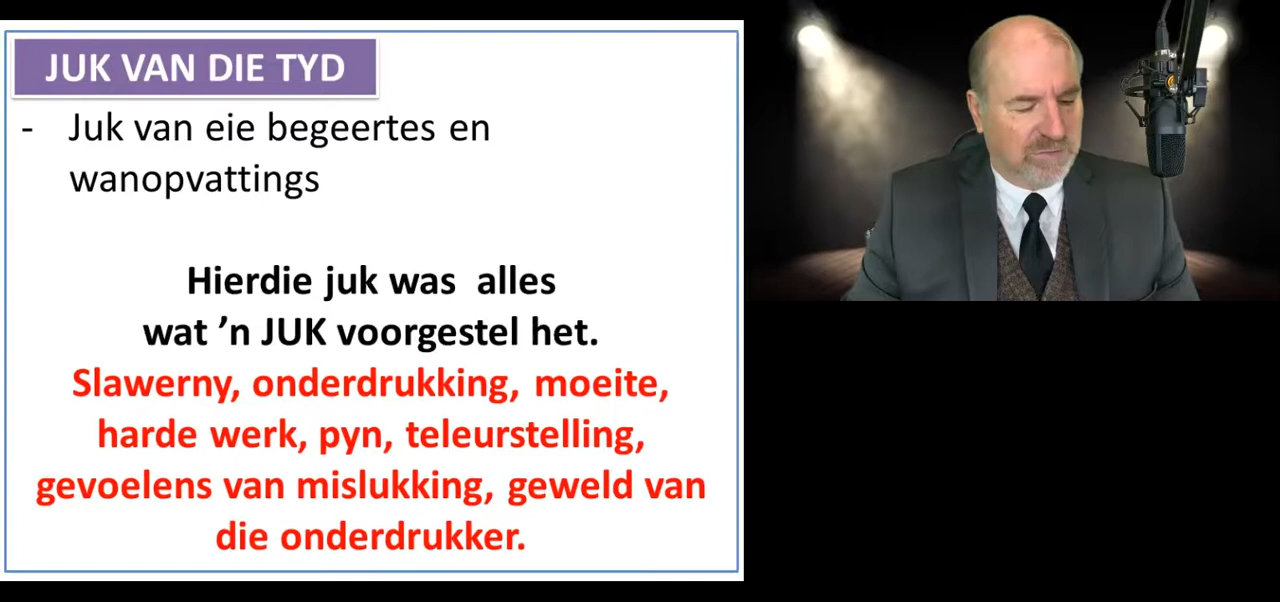 JUK VAN DIE TYD
- Juk van eie begeertes en
wanopvattings
Hierdie juk was alles
wat ’n JUK voorgestel het.
Slawerny, onderdrukking, moeite,
harde werk, pyn, teleurstelling,
gevoelens van mislukking, geweld van
die onderdrukker.